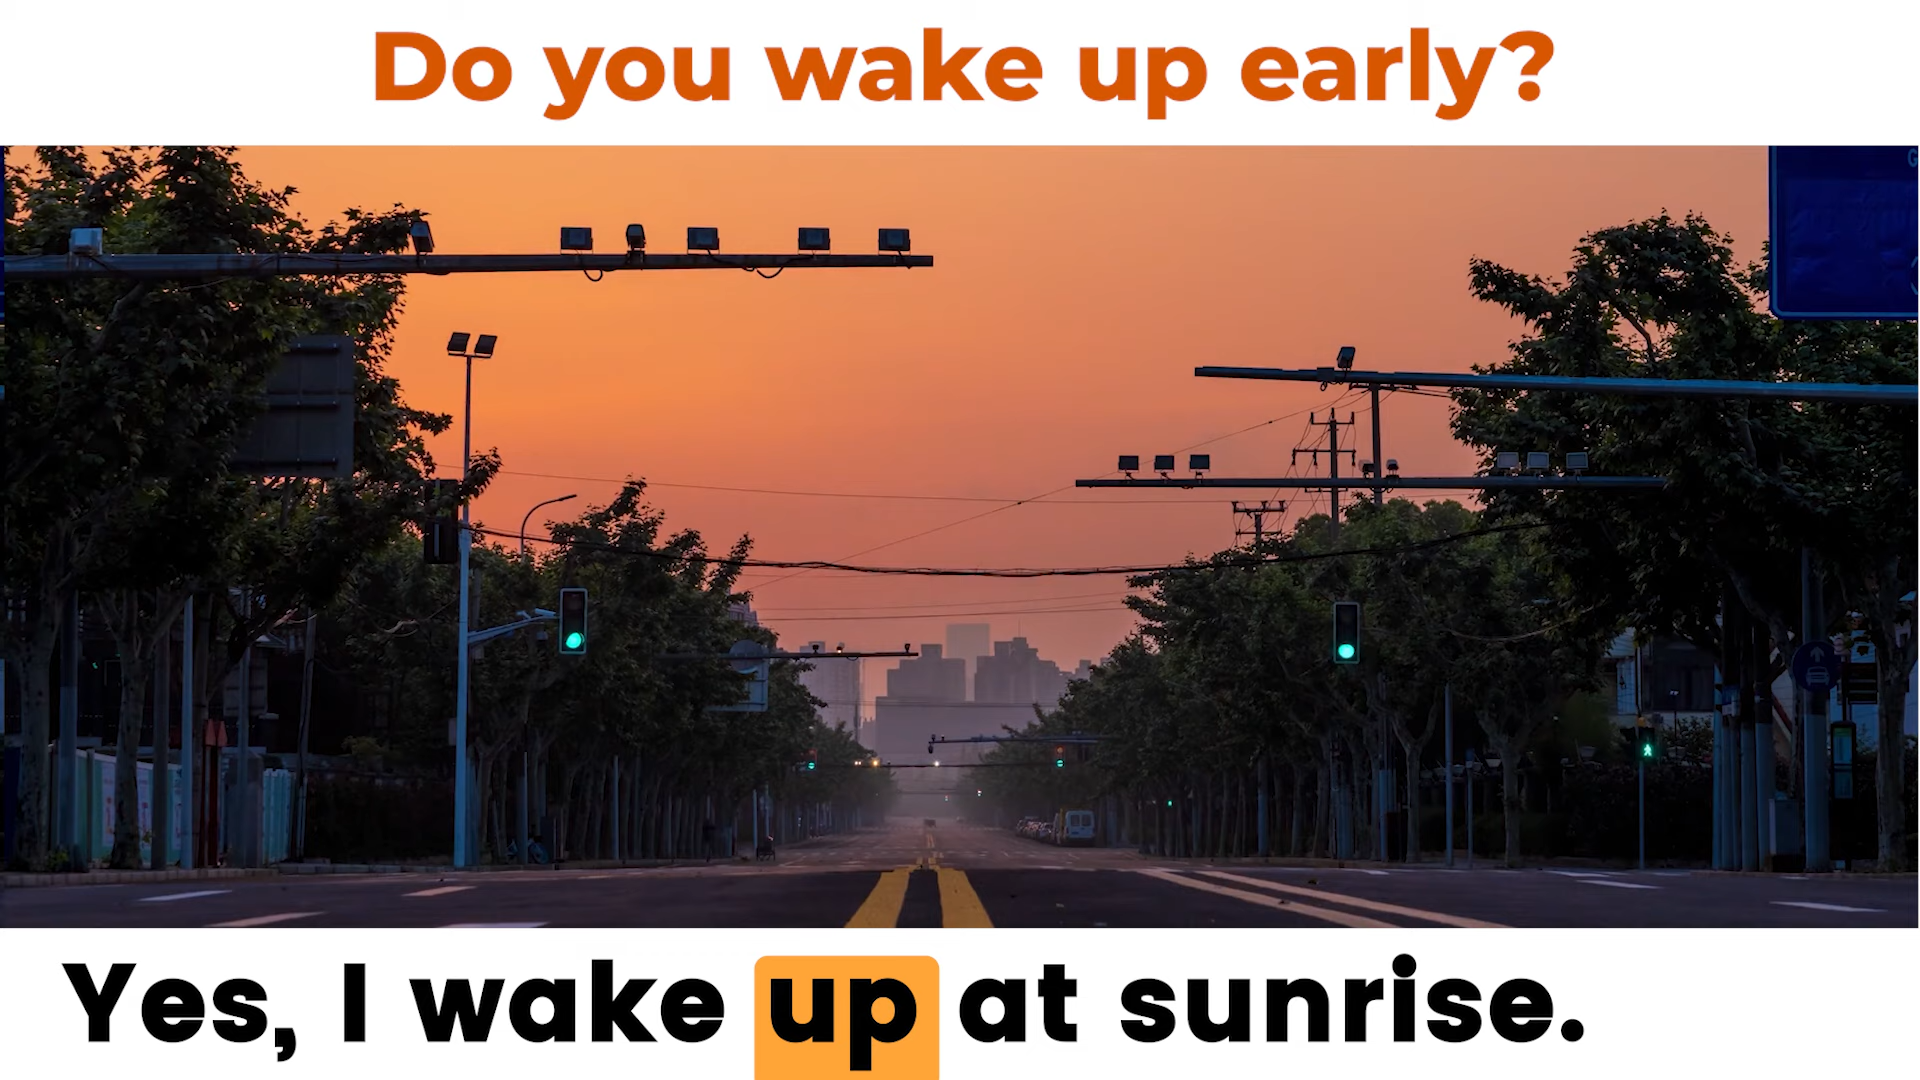 Do you wake up early?
Yes, I wake up at sunrise.